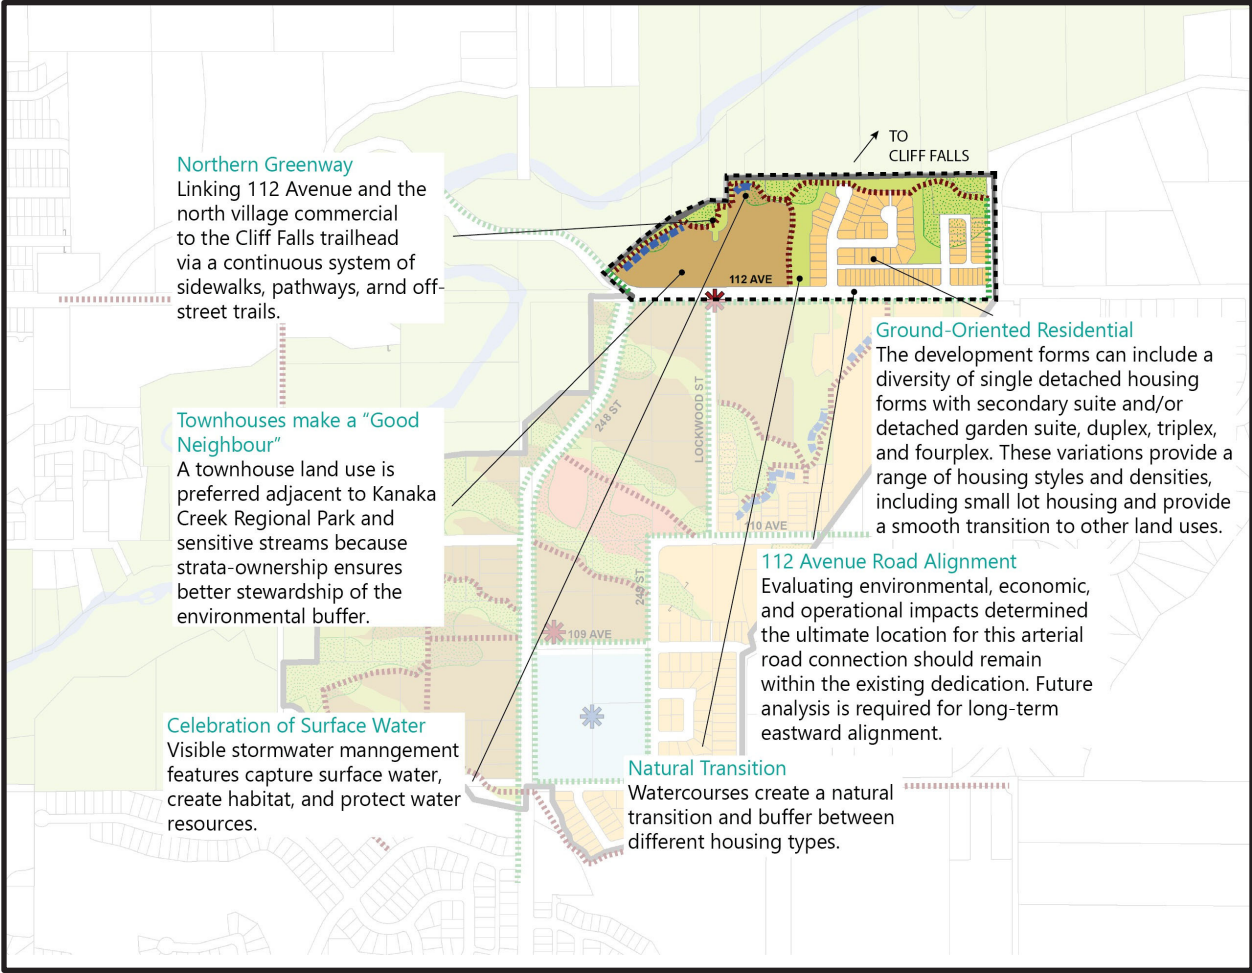 TO
CLIFF FALLS
Northern Greenway
Linking 112 Avenue and the
north village commercial
to the Cliff Falls trailhead
via a continuous system of
sidewalks, pathways, arnd off-
street trails.
112 AVE
Ground-Oriented Residential
The development forms can include a
diversity of single detached housing
forms with secondary suite and/or
detached garden suite, duplex, triplex,
and fourplex. These variations provide a
range of housing styles and densities,
including small lot housing and provide
a smooth transition to other land uses.
248 ST
LOCKWOOD ST
Townhouses make a “Good
Neighbour”
A townhouse land use is
preferred adjacent to Kanaka
Creek Regional Park and
sensitive streams because
strata-ownership ensures
better stewardship of the
environmental buffer.
110 AVE
249 ST
109 AVE
112 Avenue Road Alignment
Evaluating environmental, economic,
and operational impacts determined
the ultimate location for this arterial
road connection should remain
within the existing dedication. Future
analysis is required for long-term
eastward alignment.
Celebration of Surface Water
Visible stormwater manngement
features capture surface water,
create habitat, and protect water
resources.
Natural Transition
Watercourses create a natural
transition and buffer between
different housing types.